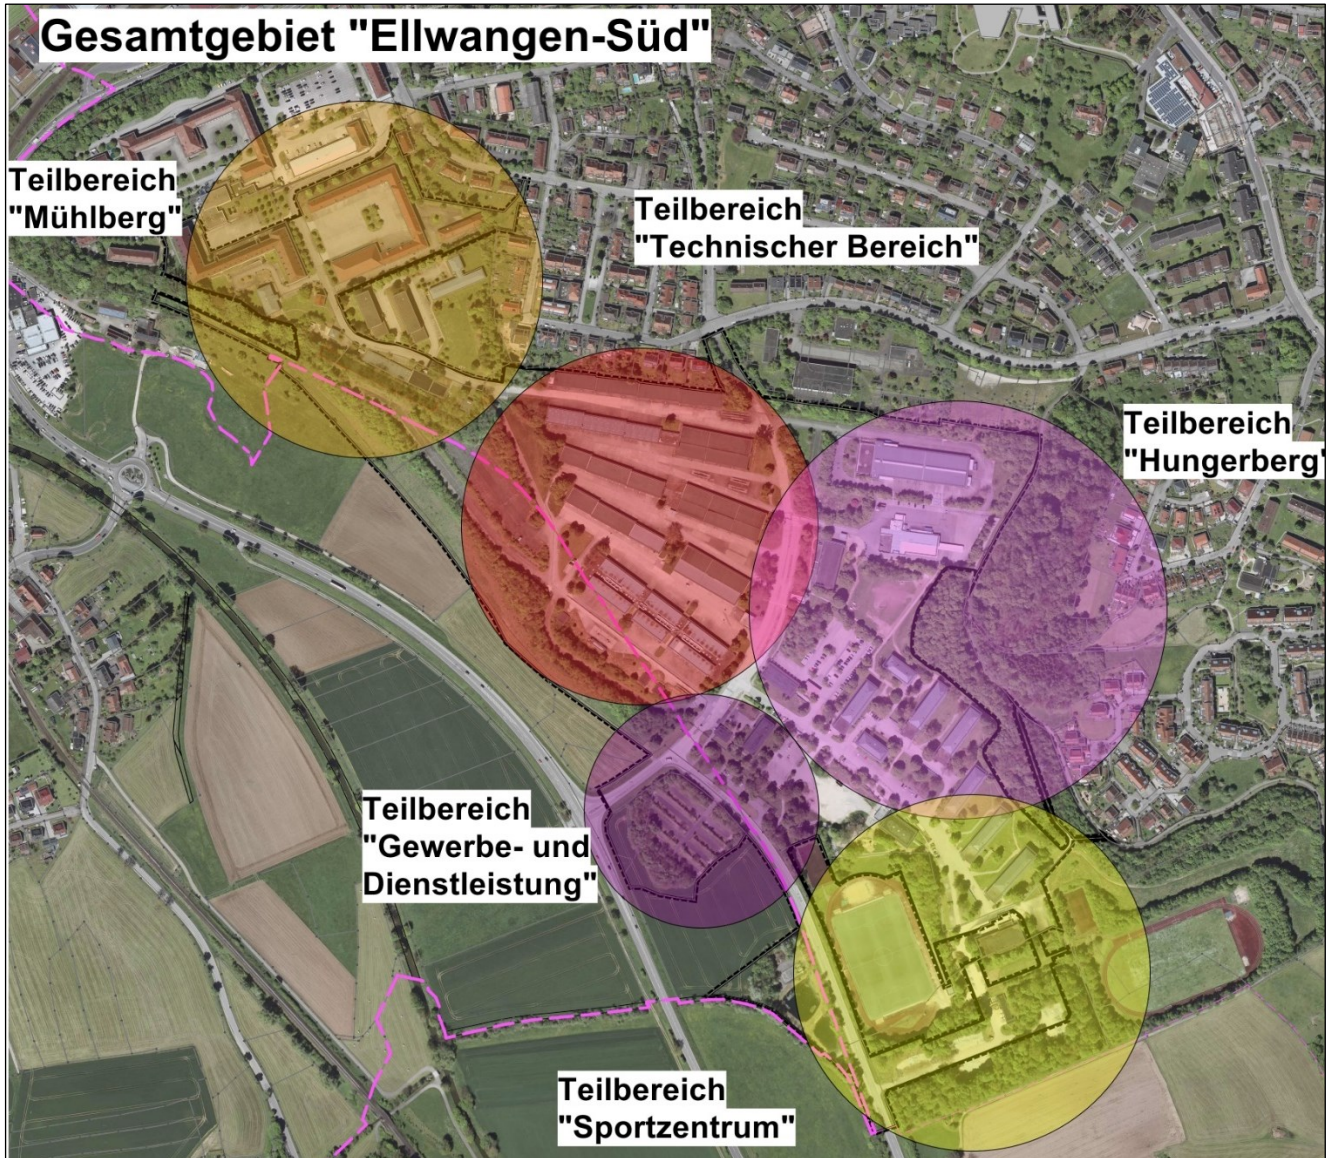 Gesamtgebiet "Ellwangen-Süd"
Teilbereich
"Mühlberg"
Teilbereich
"Technischer Bereich"
Teilbereich
"Hungerberg"
Teilbereich
"Gewerbe- und
Dienstleistung"
Teilbereich
"Sportzentrum"